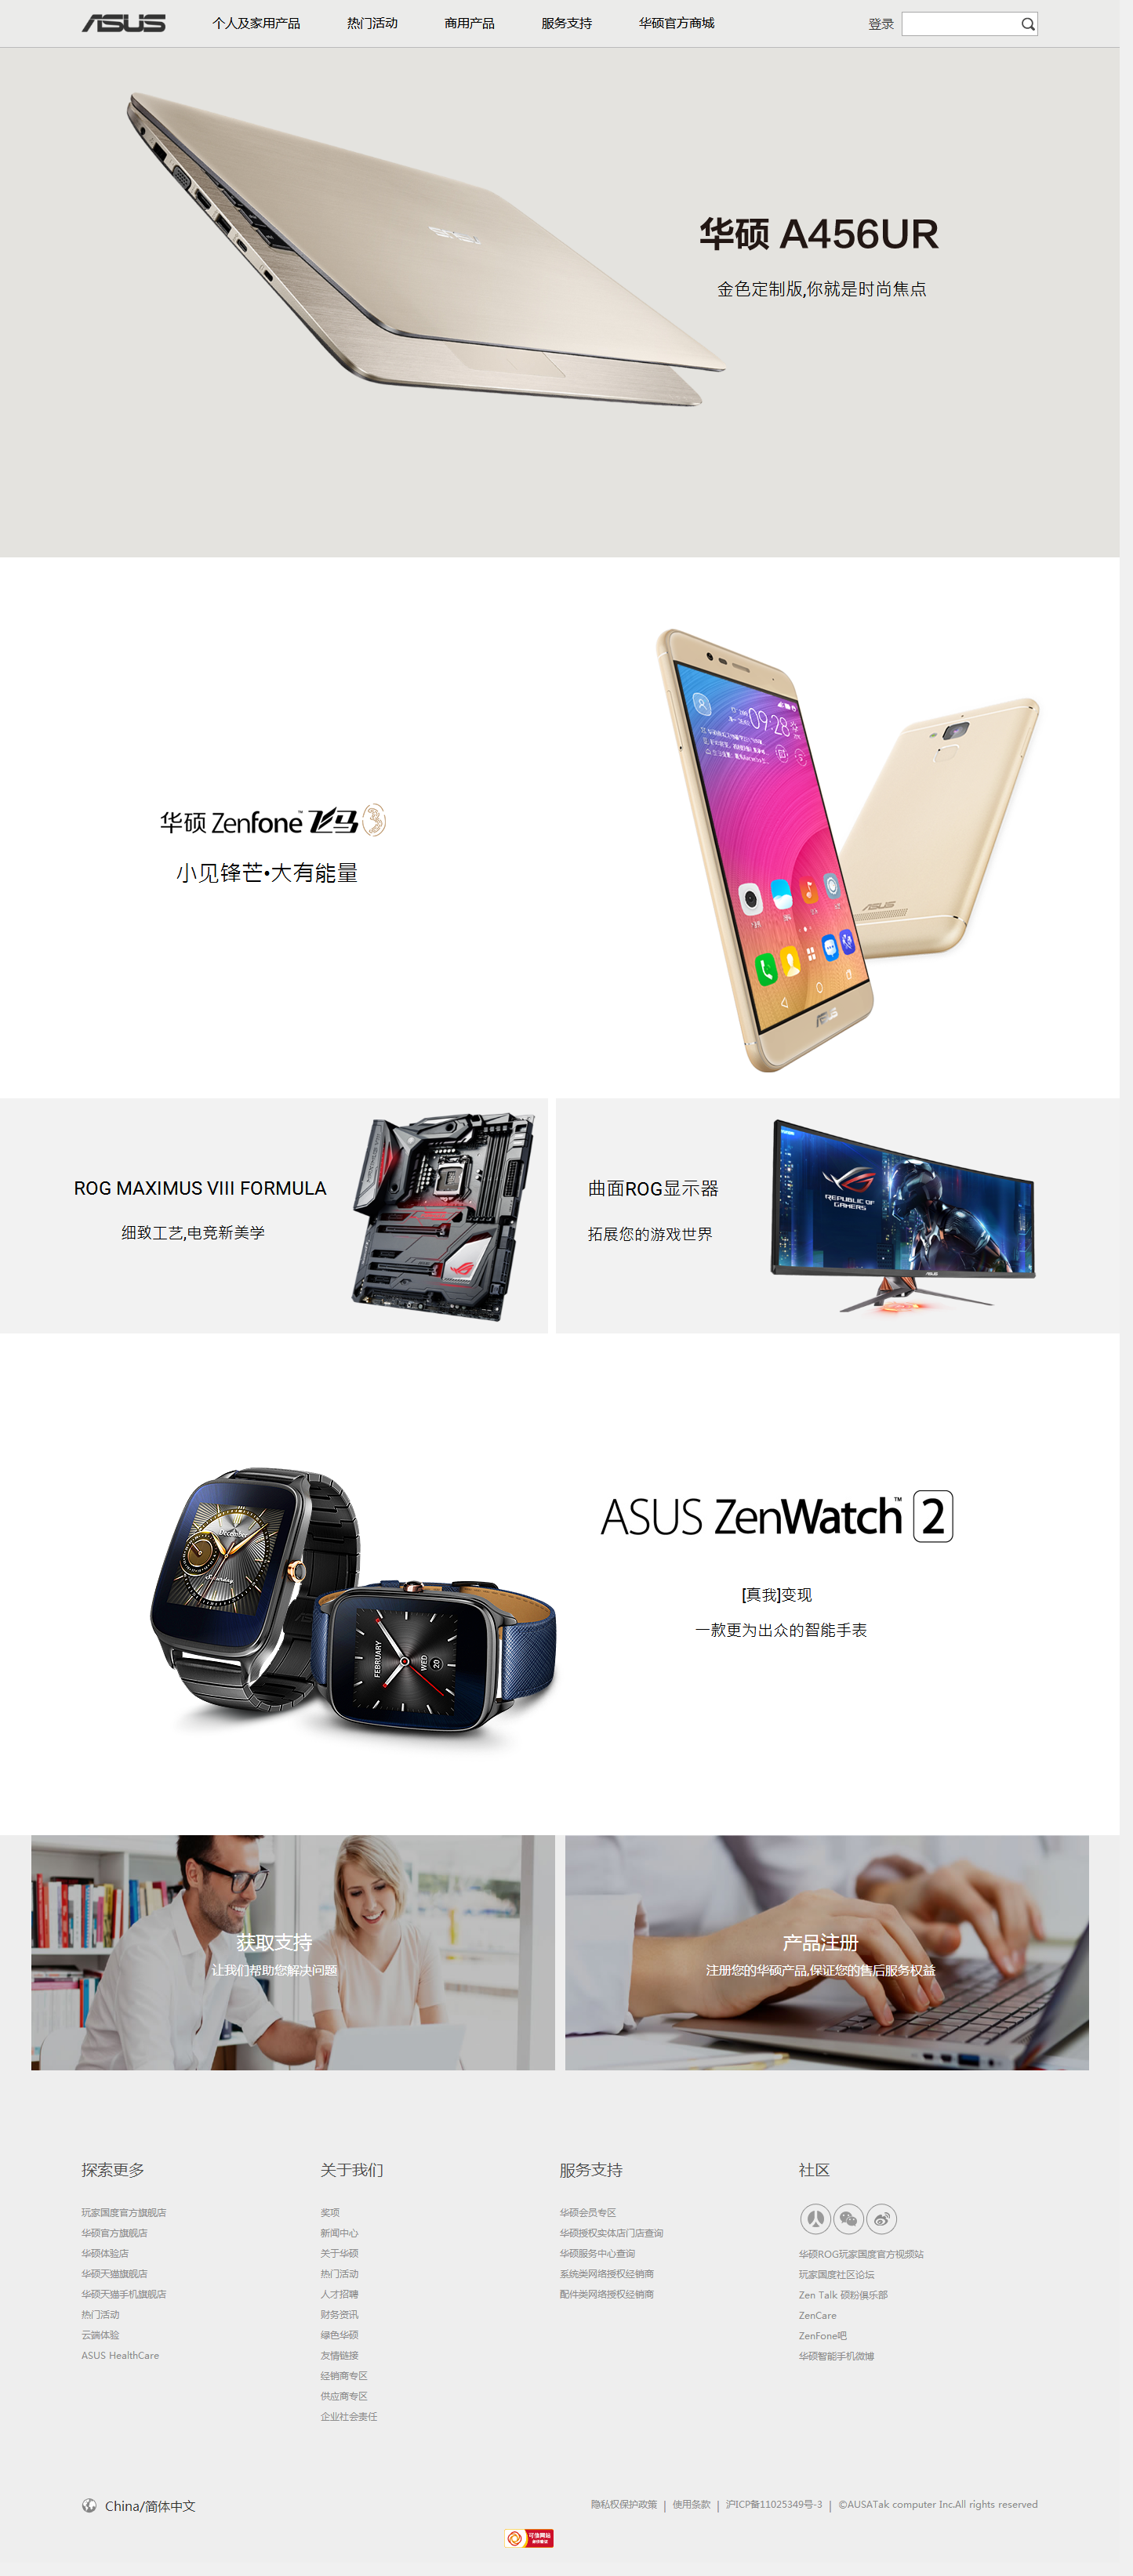 ASUS
个人及家用产品
热门活动
商用产品
服务支持
华硕官方商城
登录
华硕 A456UR
金色定制版,你就是时尚焦点
09:28
华硕 Zenfone™ 飞马3
小见锋芒•大有能量
ASUS
ASUS
ROG MAXIMUS VIII FORMULA
细致工艺,电竞新美学
曲面ROG显示器
拓展您的游戏世界
REPUBLIC OF
GAMERS
December
Saturday
ASUS ZenWatch™ 2
[真我]变现
一款更为出众的智能手表
FEBRUARY
WED
20
获取支持
让我们帮助您解决问题
产品注册
注册您的华硕产品,保证您的售后服务权益
探索更多
玩家国度官方旗舰店
华硕官方旗舰店
华硕体验店
华硕天猫旗舰店
华硕天猫手机旗舰店
热门活动
云端体验
ASUS HealthCare
关于我们
奖项
新闻中心
关于华硕
热门活动
人才招聘
财务资讯
绿色华硕
友情链接
经销商专区
供应商专区
企业社会责任
服务支持
华硕会员专区
华硕授权实体店门店查询
华硕服务中心查询
系统类网络授权经销商
配件类网络授权经销商
社区
华硕ROG玩家国度官方视频站
玩家国度社区论坛
Zen Talk 硕粉俱乐部
ZenCare
ZenFone吧
华硕智能手机微博
China/简体中文
隐私权保护政策 | 使用条款 | 沪ICP备11025349号-3 | ©AUSATak computer Inc.All rights reserved
可信网站